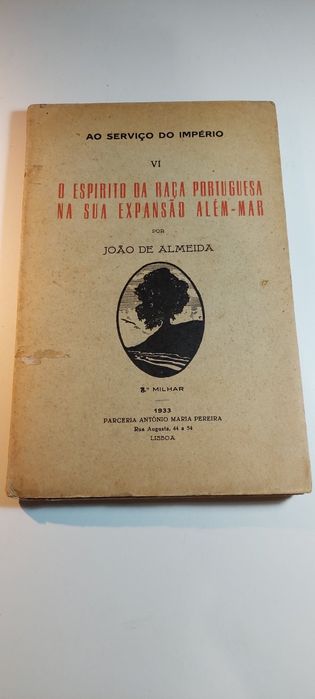 AO SERVIÇO DO IMPÉRIO
VI
O ESPIRITO DA RAÇA PORTUGUESA
NA SUA EXPANSÃO ALÉM-MAR
POR
JOÃO DE ALMEIDA
MILHAR
1933
PARCERIA ANTÓNIO MARIA PEREIRA
Rua Augusta, 44 a 54
LISBOA